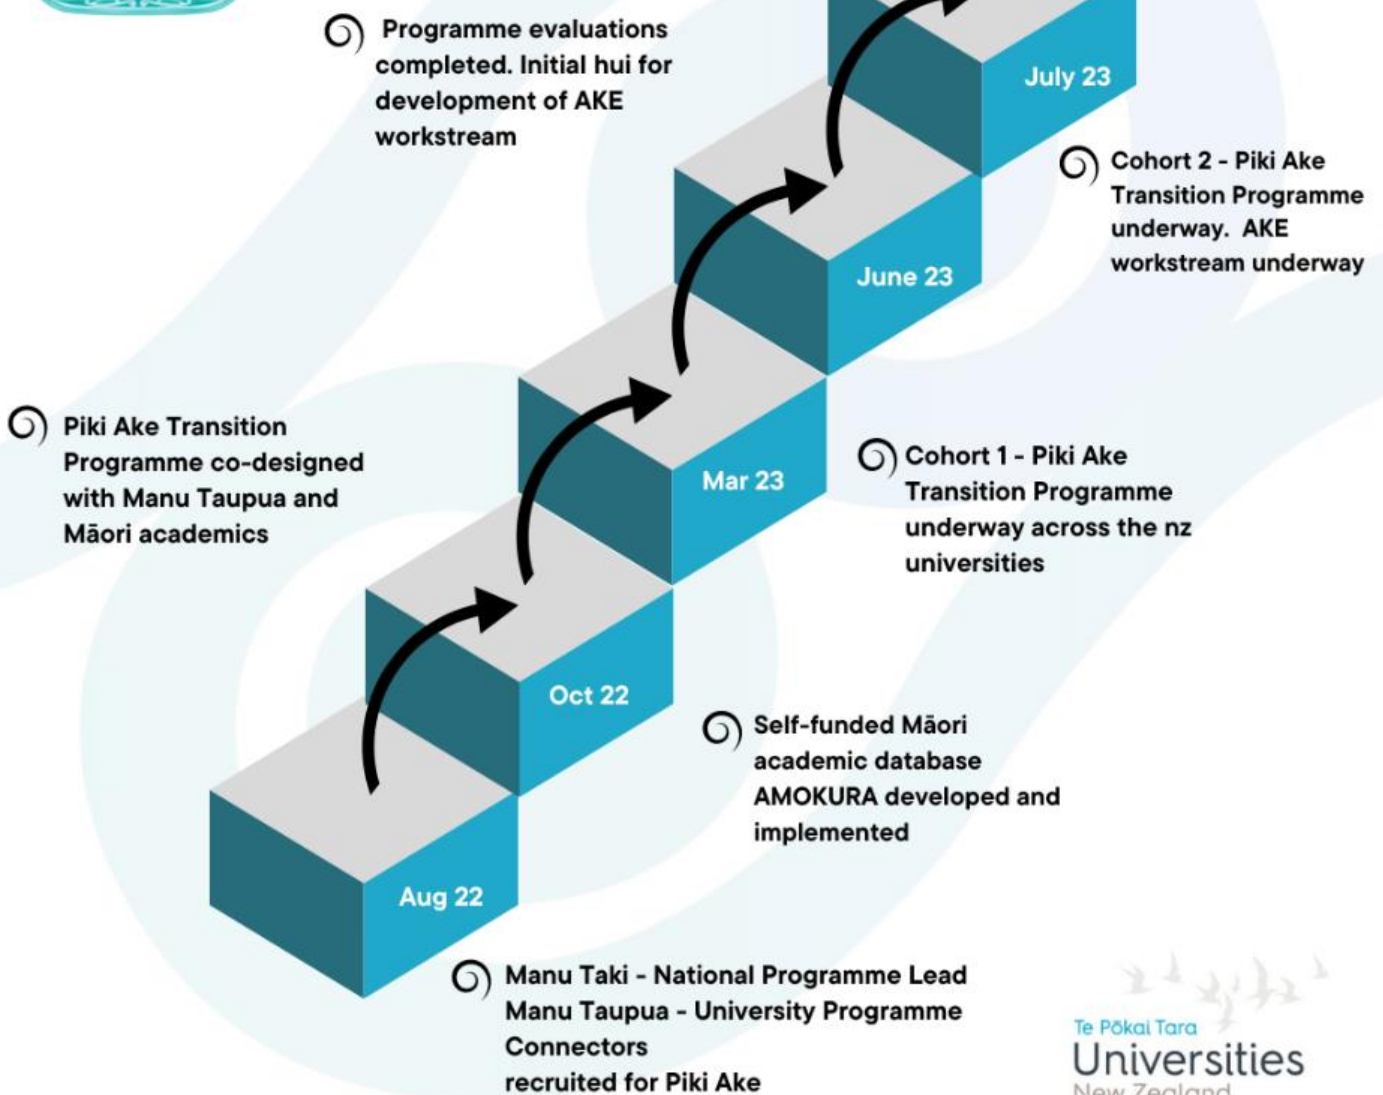 Programme evaluations
completed. Initial hui for
development of AKE
workstream
July 23
Cohort 2 - Piki Ake
Transition Programme
underway. AKE
workstream underway
June 23
Piki Ake Transition
Programme co-designed
with Manu Taupua and
Māori academics
Mar 23
Cohort 1 - Piki Ake
Transition Programme
underway across the nz
universities
Oct 22
Self-funded Māori
academic database
AMOKURA developed and
implemented
Aug 22
Manu Taki - National Programme Lead
Manu Taupua - University Programme
Connectors
recruited for Piki Ake
Te Pōkai Tara
Universities
New Zealand